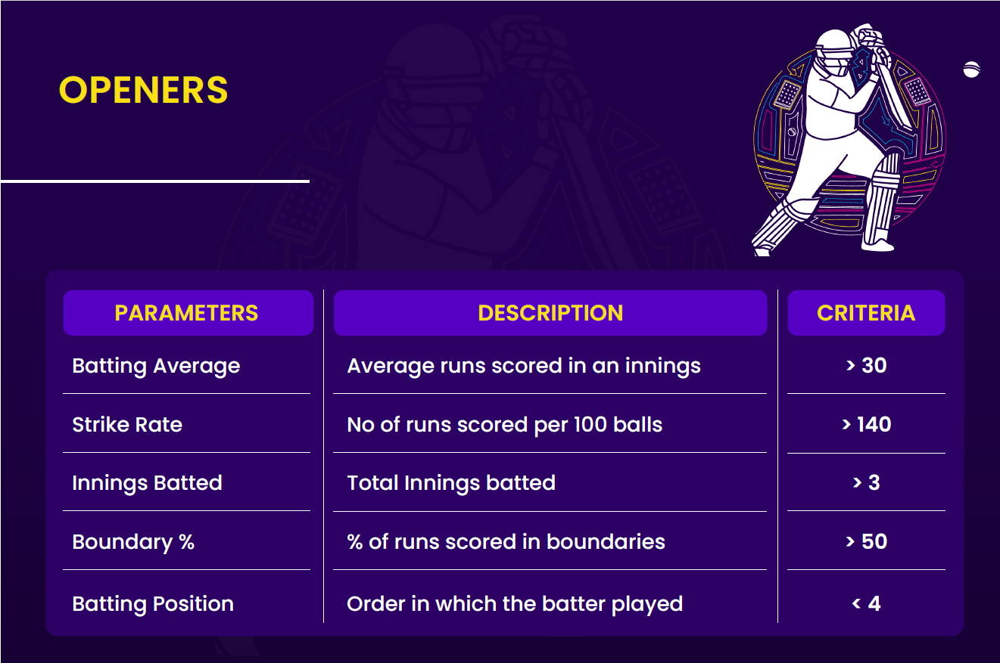 OPENERS
PARAMETERS DESCRIPTION CRITERIA
Batting Average Average runs scored in an innings > 30
Strike Rate No of runs scored per 100 balls > 140
Innings Batted Total Innings batted > 3
Boundary % % of runs scored in boundaries > 50
Batting Position Order in which the batter played < 4